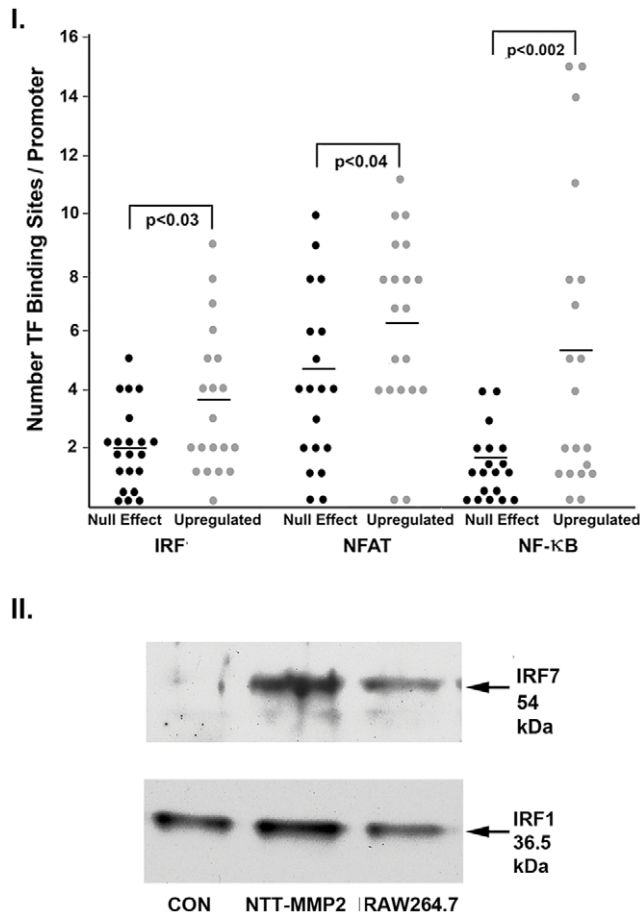 I.
Number TF Binding Sites / Promoter
16
14
12
10
8
6
4
2
p<0.03
p<0.04
p<0.002
Null Effect Upregulated Null Effect Upregulated Null Effect Upregulated
IRF NFAT NF-κB
II.
IRF7
54
kDa
IRF1
36.5
kDa
CON NTT-MMP2 RAW264.7